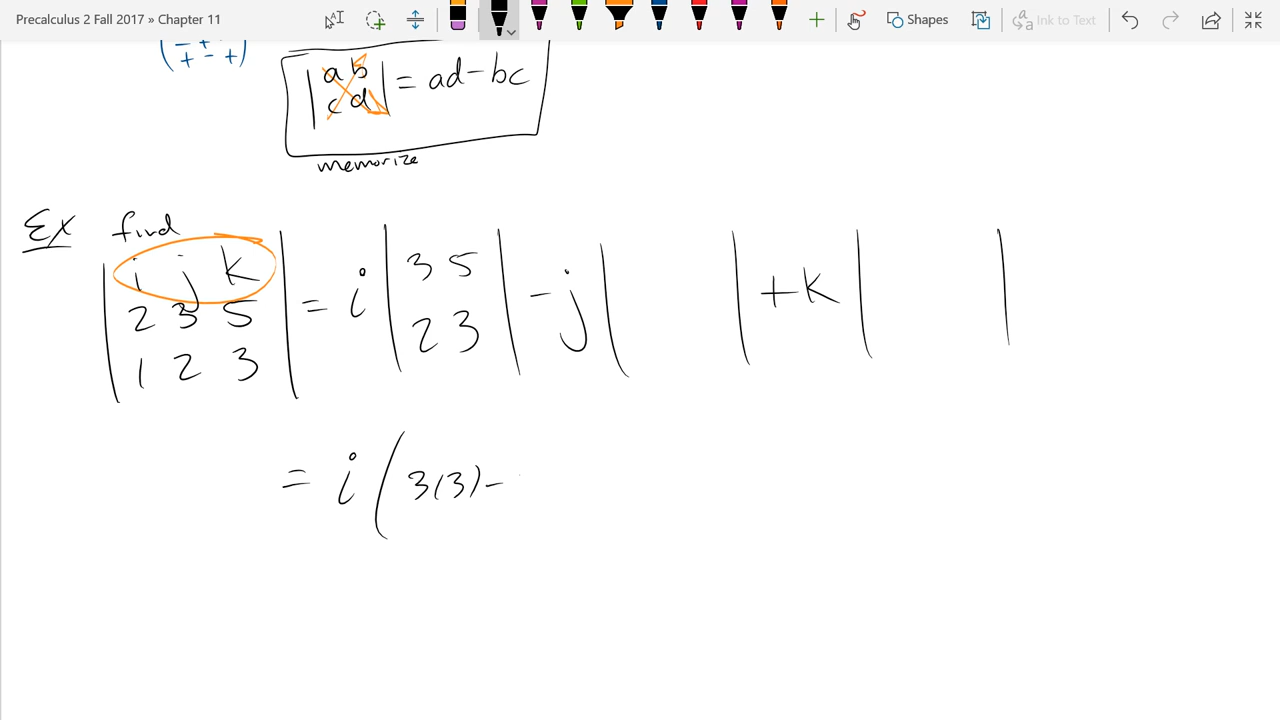 Precalculus 2 Fall 2017 » Chapter 11
Shapes
Ink to Text
− + −
+ − +
| a b | = ad − bc
| c d |
memorize
Ex find
| i j k | = i | 3 5 | − j | | + k | |
| 2 3 5 | | 2 3 |
| 1 2 3 |
= i ( 3(3) −